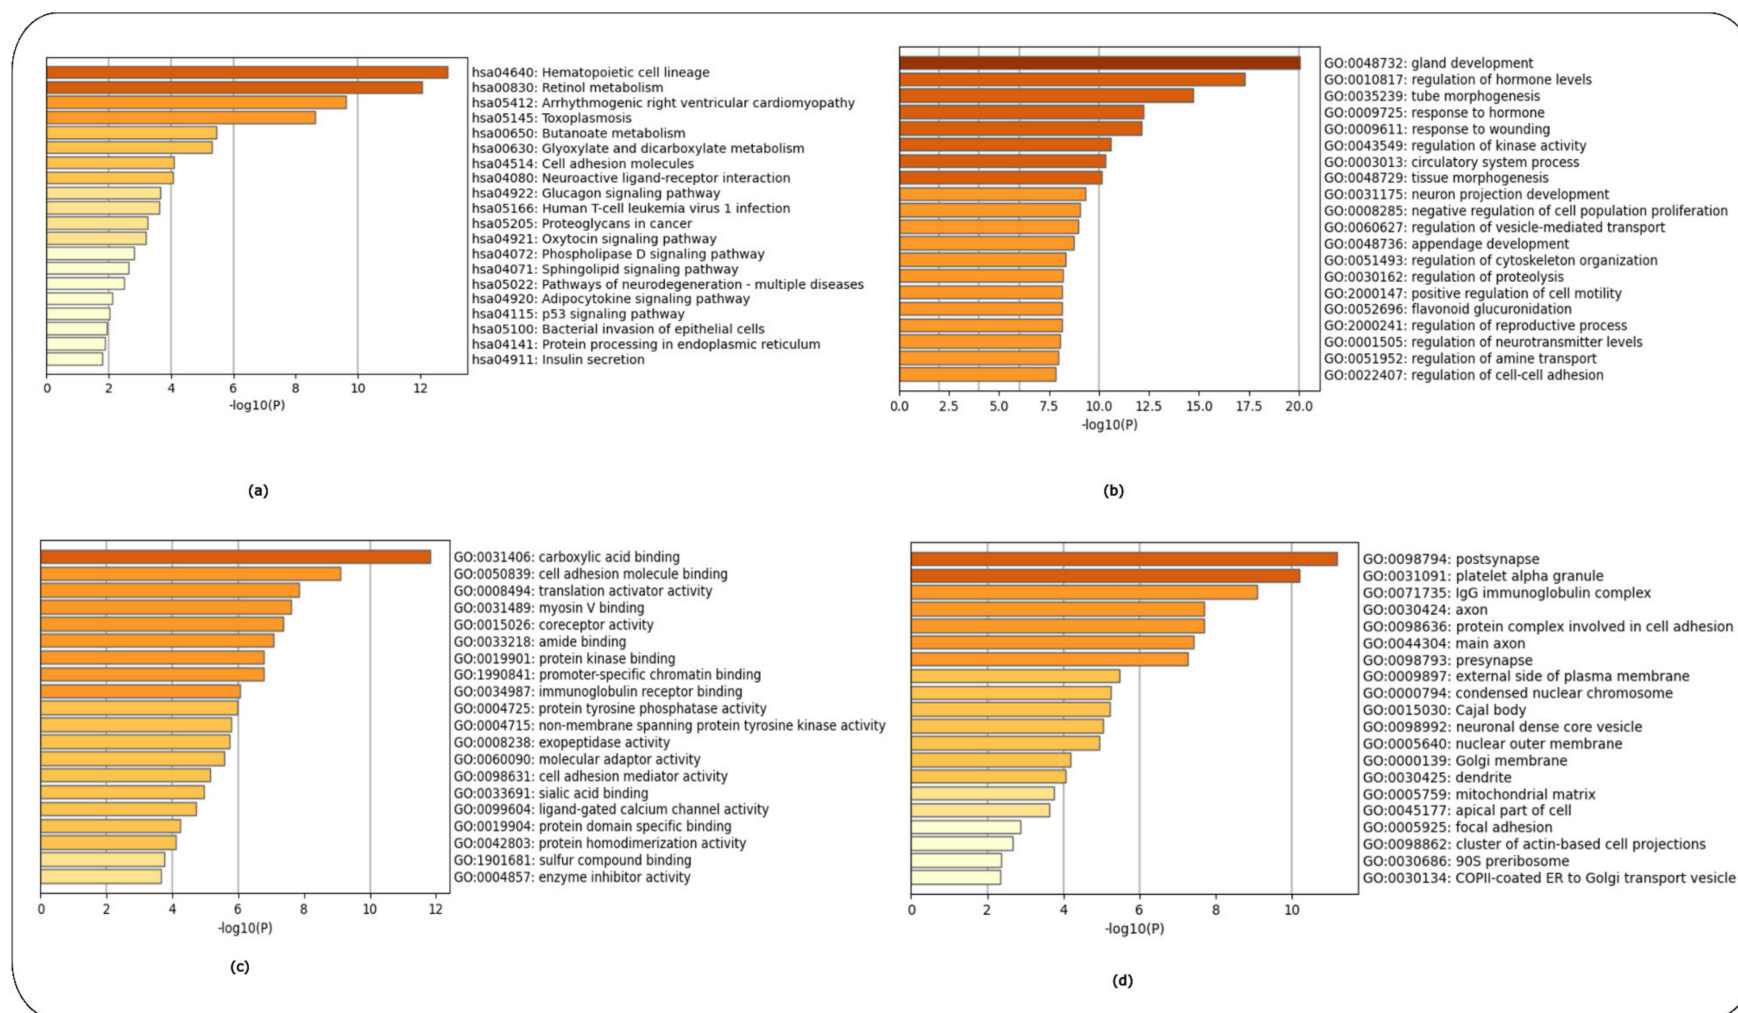 hsa04640: Hematopoietic cell lineage
hsa00830: Retinol metabolism
hsa05412: Arrhythmogenic right ventricular cardiomyopathy
hsa05145: Toxoplasmosis
hsa00650: Butanoate metabolism
hsa00630: Glyoxylate and dicarboxylate metabolism
hsa04514: Cell adhesion molecules
hsa04080: Neuroactive ligand-receptor interaction
hsa04922: Glucagon signaling pathway
hsa05166: Human T-cell leukemia virus 1 infection
hsa05205: Proteoglycans in cancer
hsa04921: Oxytocin signaling pathway
hsa04072: Phospholipase D signaling pathway
hsa04071: Sphingolipid signaling pathway
hsa05022: Pathways of neurodegeneration - multiple diseases
hsa04920: Adipocytokine signaling pathway
hsa04115: p53 signaling pathway
hsa05100: Bacterial invasion of epithelial cells
hsa04141: Protein processing in endoplasmic reticulum
hsa04911: Insulin secretion
0 2 4 6 8 10 12
-log10(P)
(a)
GO:0048732: gland development
GO:0010817: regulation of hormone levels
GO:0035239: tube morphogenesis
GO:0009725: response to hormone
GO:0009611: response to wounding
GO:0043549: regulation of kinase activity
GO:0003013: circulatory system process
GO:0048729: tissue morphogenesis
GO:0031175: neuron projection development
GO:0008285: negative regulation of cell population proliferation
GO:0060627: regulation of vesicle-mediated transport
GO:0048736: appendage development
GO:0051493: regulation of cytoskeleton organization
GO:0030162: regulation of proteolysis
GO:2000147: positive regulation of cell motility
GO:0052696: flavonoid glucuronidation
GO:2000241: regulation of reproductive process
GO:0001505: regulation of neurotransmitter levels
GO:0051952: regulation of amine transport
GO:0022407: regulation of cell-cell adhesion
0.0 2.5 5.0 7.5 10.0 12.5 15.0 17.5 20.0
-log10(P)
(b)
GO:0031406: carboxylic acid binding
GO:0050839: cell adhesion molecule binding
GO:0008494: translation activator activity
GO:0031489: myosin V binding
GO:0015026: coreceptor activity
GO:0033218: amide binding
GO:0019901: protein kinase binding
GO:1990841: promoter-specific chromatin binding
GO:0034987: immunoglobulin receptor binding
GO:0004725: protein tyrosine phosphatase activity
GO:0004715: non-membrane spanning protein tyrosine kinase activity
GO:0008238: exopeptidase activity
GO:0060090: molecular adaptor activity
GO:0098631: cell adhesion mediator activity
GO:0033691: sialic acid binding
GO:0099604: ligand-gated calcium channel activity
GO:0019904: protein domain specific binding
GO:0042803: protein homodimerization activity
GO:1901681: sulfur compound binding
GO:0004857: enzyme inhibitor activity
0 2 4 6 8 10 12
-log10(P)
(c)
GO:0098794: postsynapse
GO:0031091: platelet alpha granule
GO:0071735: IgG immunoglobulin complex
GO:0030424: axon
GO:0098636: protein complex involved in cell adhesion
GO:0044304: main axon
GO:0098793: presynapse
GO:0009897: external side of plasma membrane
GO:0000794: condensed nuclear chromosome
GO:0015030: Cajal body
GO:0098992: neuronal dense core vesicle
GO:0005640: nuclear outer membrane
GO:0000139: Golgi membrane
GO:0030425: dendrite
GO:0005759: mitochondrial matrix
GO:0045177: apical part of cell
GO:0005925: focal adhesion
GO:0098862: cluster of actin-based cell projections
GO:0030686: 90S preribosome
GO:0030134: COPII-coated ER to Golgi transport vesicle
0 2 4 6 8 10
-log10(P)
(d)